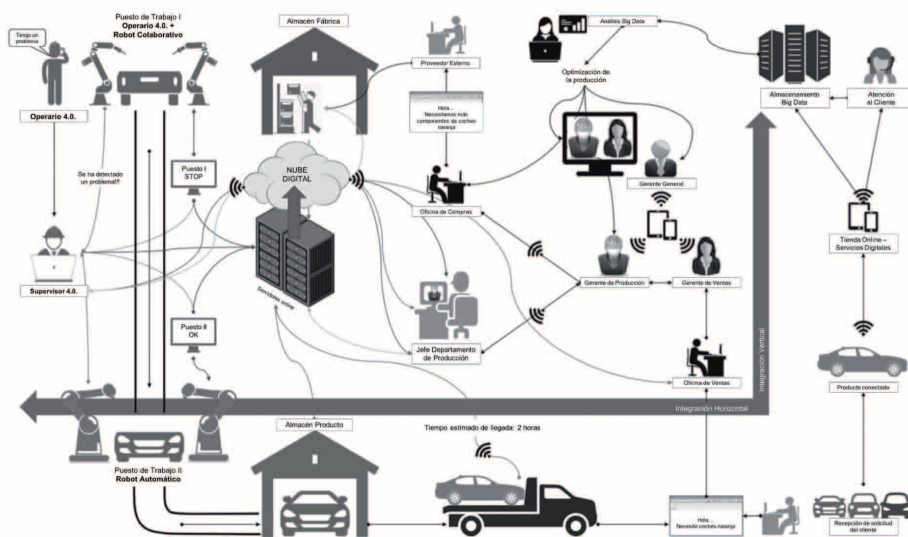 Tengo un
problema
Puesto de Trabajo I
Operario 4.0. +
Robot Colaborativo
Almacén Fábrica
Proveedor Externo
Análisis Big Data
Optimización de
la producción
Almacenamiento
Big Data
Atención
al Cliente
Operario 4.0.
Hola...
Necesitamos más
componentes de coches
naranja
Se ha detectado
un problema!!!
Puesto I
STOP
NUBE
DIGITAL
Gerente General
Oficina de Compras
Tienda Online –
Servicios Digitales
Supervisor 4.0.
Servidores online
Gerente de Producción
Gerente de Ventas
Puesto II
OK
Jefe Departamento
de Producción
Integración Vertical
Oficina de Ventas
Producto conectado
Integración Horizontal
Almacén Producto
Tiempo estimado de llegada: 2 horas
Puesto de Trabajo II
Robot Automático
Hola...
Necesito coches naranja
Recepción de solicitud
del cliente